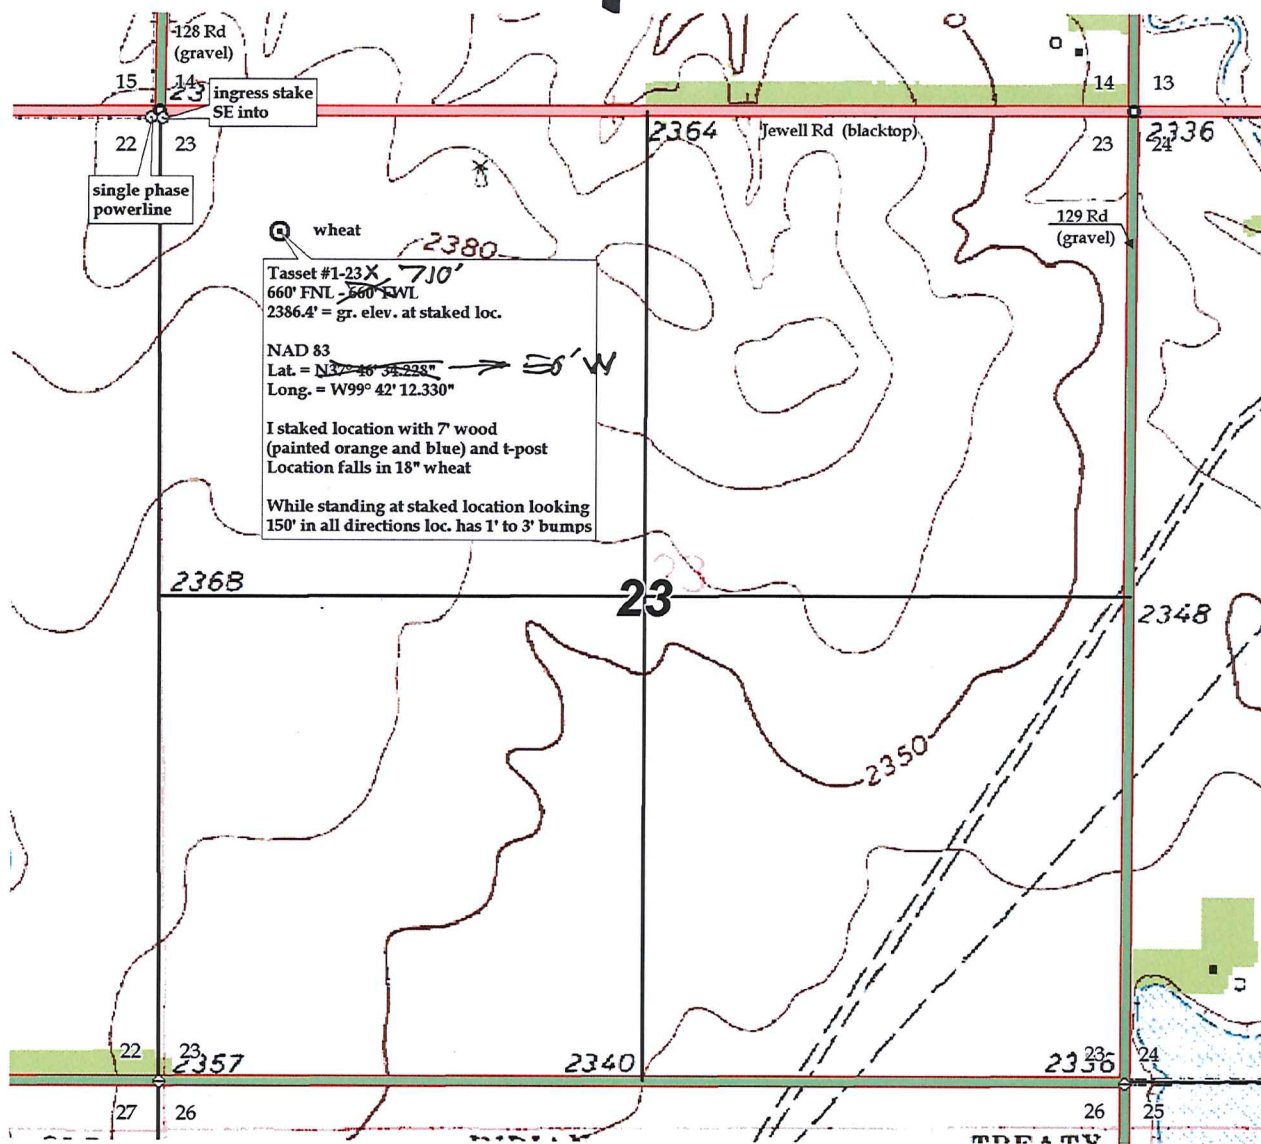 128 Rd
(gravel)
15
14
23
ingress stake
SE into
22
23
single phase
powerline
14
13
2364
Jewell Rd (blacktop)
2336
23
24
129 Rd
(gravel)
wheat
2380
Tasset #1-23 X 710'
660' FNL - 660' FWL
2386.4' = gr. elev. at staked loc.
NAD 83
Lat. = N37° 46' 34.228"
Long. = W99° 42' 12.330"
I staked location with 7' wood
(painted orange and blue) and t-post
Location falls in 18" wheat
While standing at staked location looking
150' in all directions loc. has 1' to 3' bumps
2368
23
23
2348
2350
22
23
2357
2340
23
2336
24
27
26
26
25
TREATY